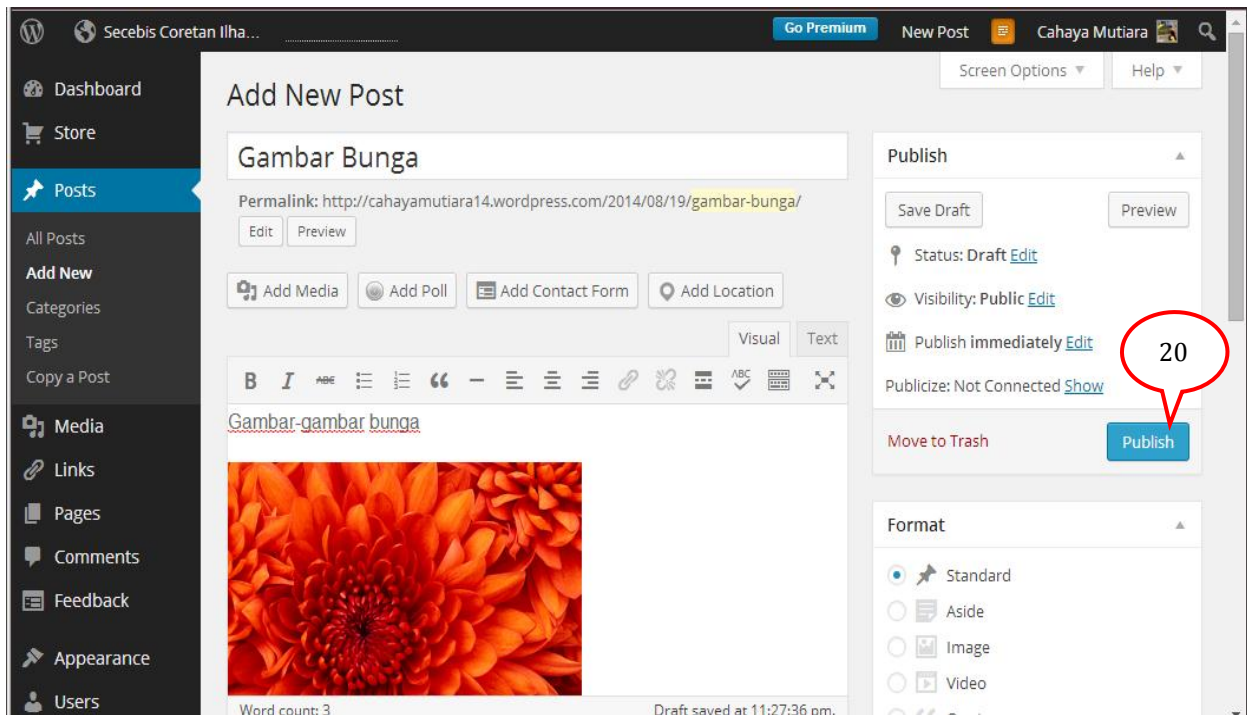 Secebis Coretan Ilha...
Go Premium
New Post
Cahaya Mutiara
Screen Options
Help
Dashboard
Store
Posts
All Posts
Add New
Categories
Tags
Copy a Post
Media
Links
Pages
Comments
Feedback
Appearance
Users
Add New Post
Gambar Bunga
Permalink: http://cahayamutiara14.wordpress.com/2014/08/19/gambar-bunga/
Edit Preview
Add Media Add Poll Add Contact Form Add Location
Visual Text
B I ABE ABC
Gambar-gambar bunga
Word count: 3 Draft saved at 11:27:36 pm.
Publish
Save Draft Preview
Status: Draft Edit
Visibility: Public Edit
Publish immediately Edit
Publicize: Not Connected Show
20
Move to Trash Publish
Format
Standard
Aside
Image
Video